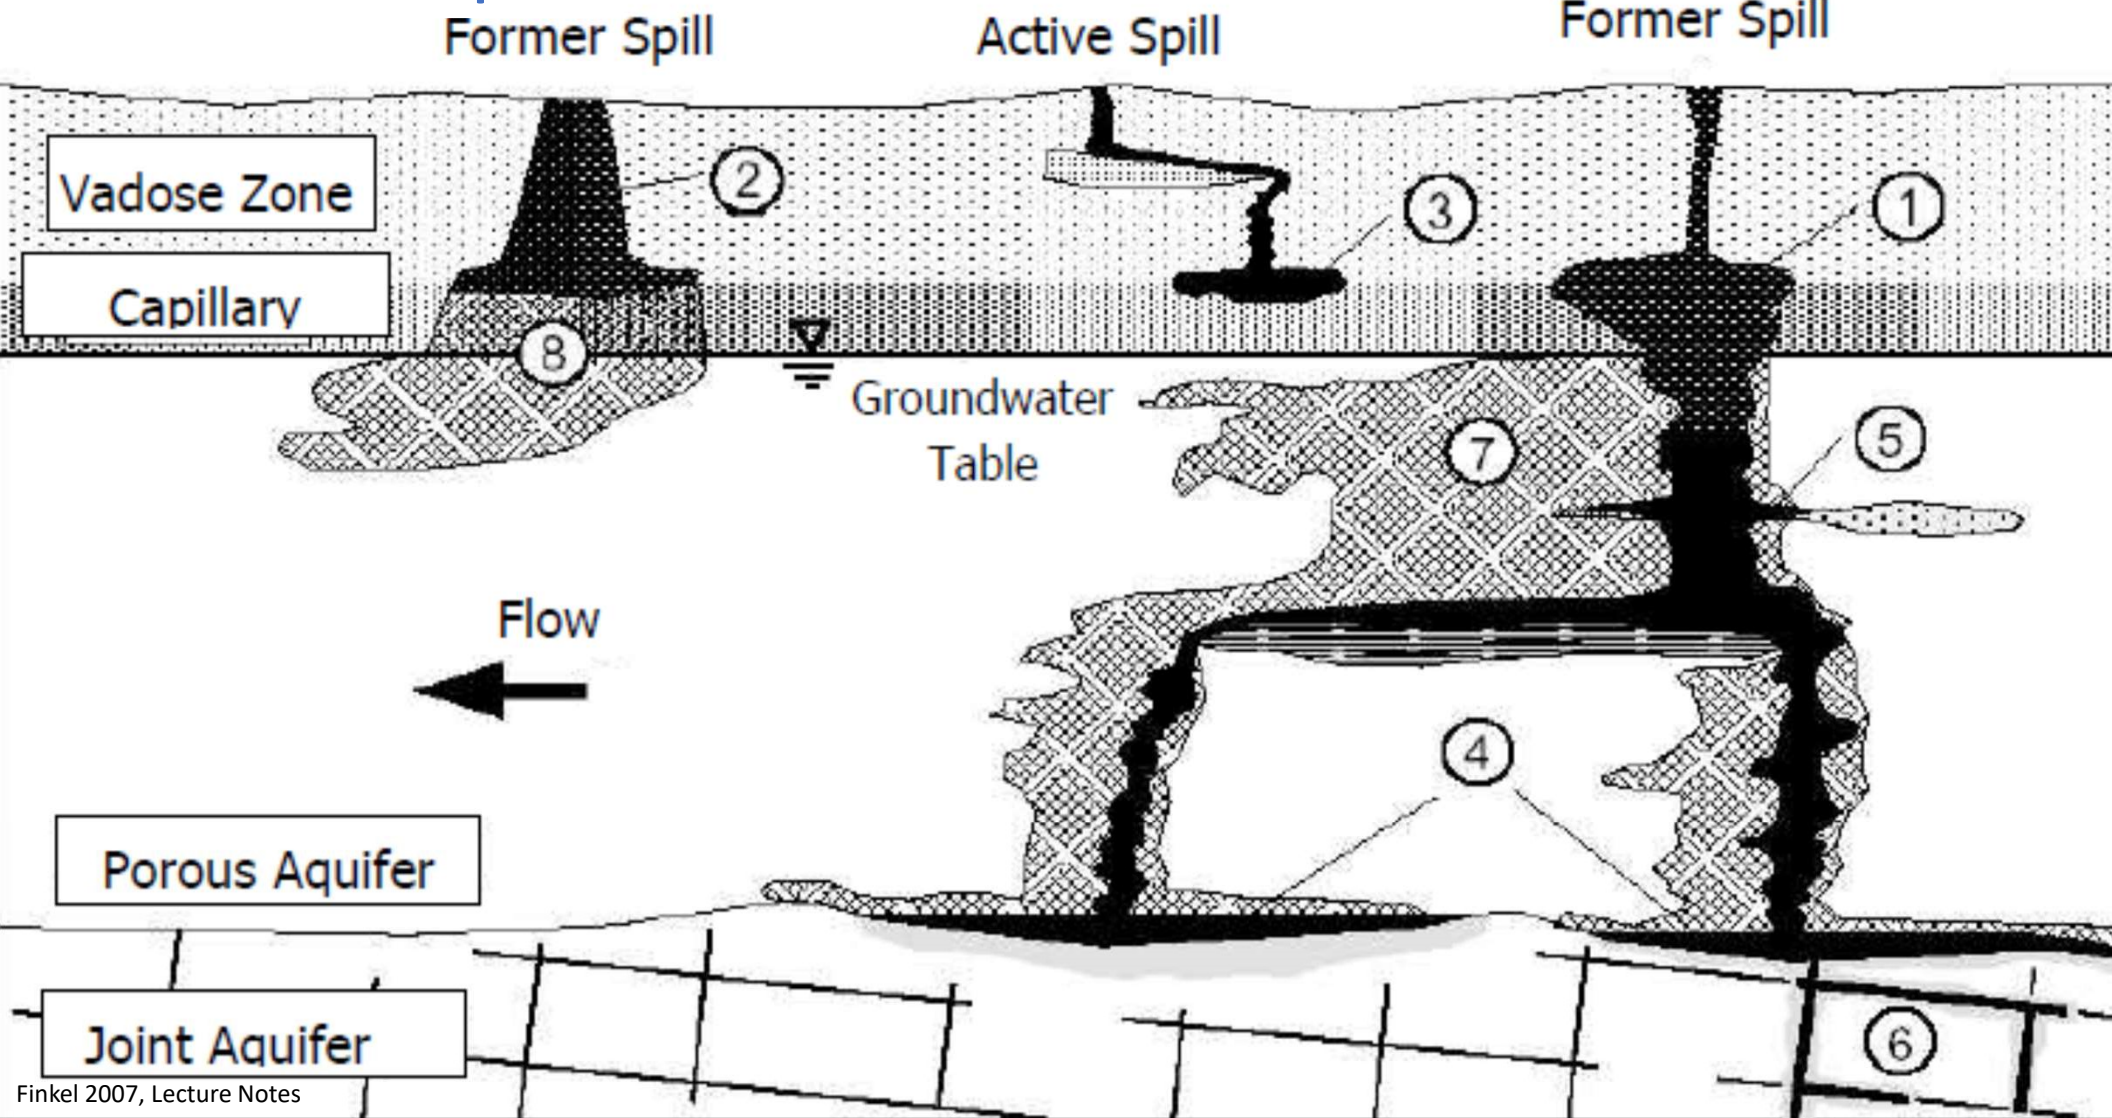 Former Spill
Active Spill
Former Spill
Vadose Zone
2
3
1
Capillary
8
7
Groundwater
Table
5
Flow
4
Porous Aquifer
Joint Aquifer
6
Finkel 2007, Lecture Notes